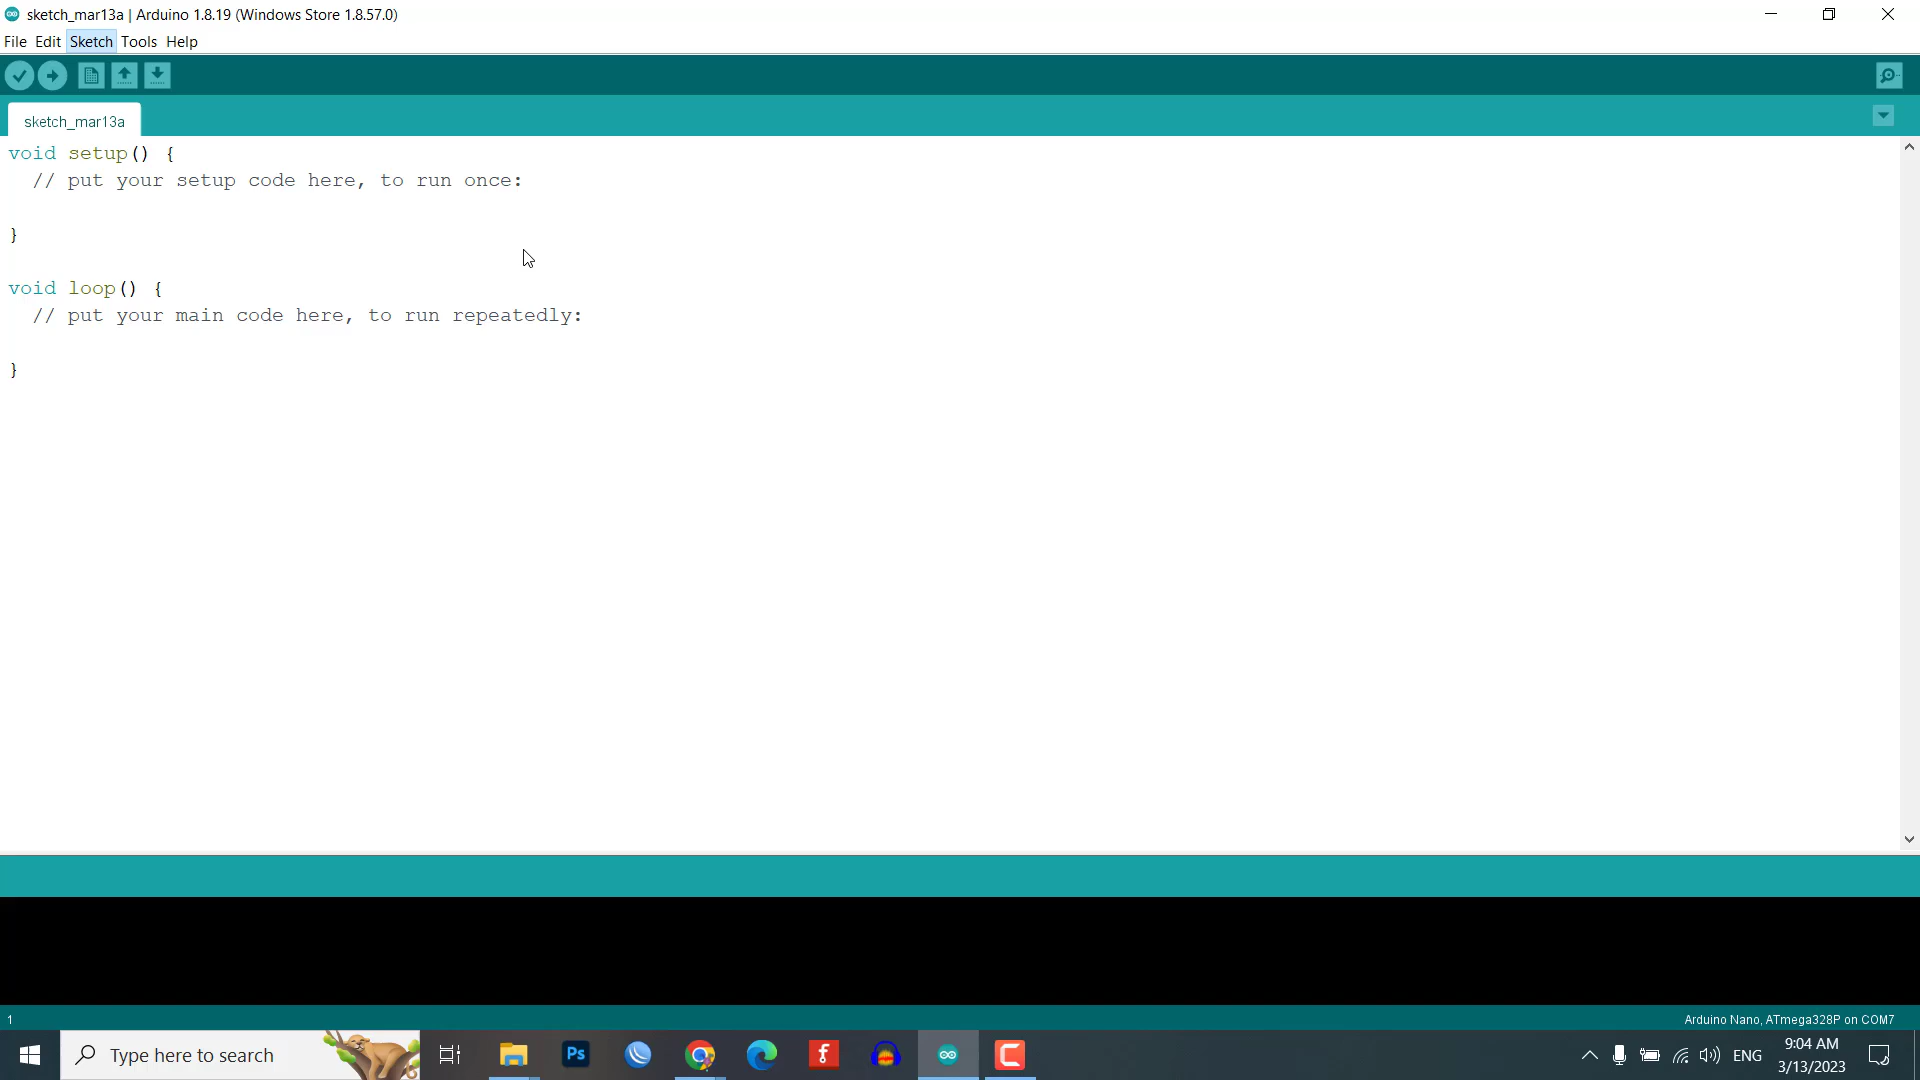 sketch_mar13a | Arduino 1.8.19 (Windows Store 1.8.57.0)
File Edit Sketch Tools Help
sketch_mar13a
void setup() {
  // put your setup code here, to run once:
}
void loop() {
  // put your main code here, to run repeatedly:
}
1
Arduino Nano, ATmega328P on COM7
Type here to search
Ps
f
ENG
9:04 AM
3/13/2023